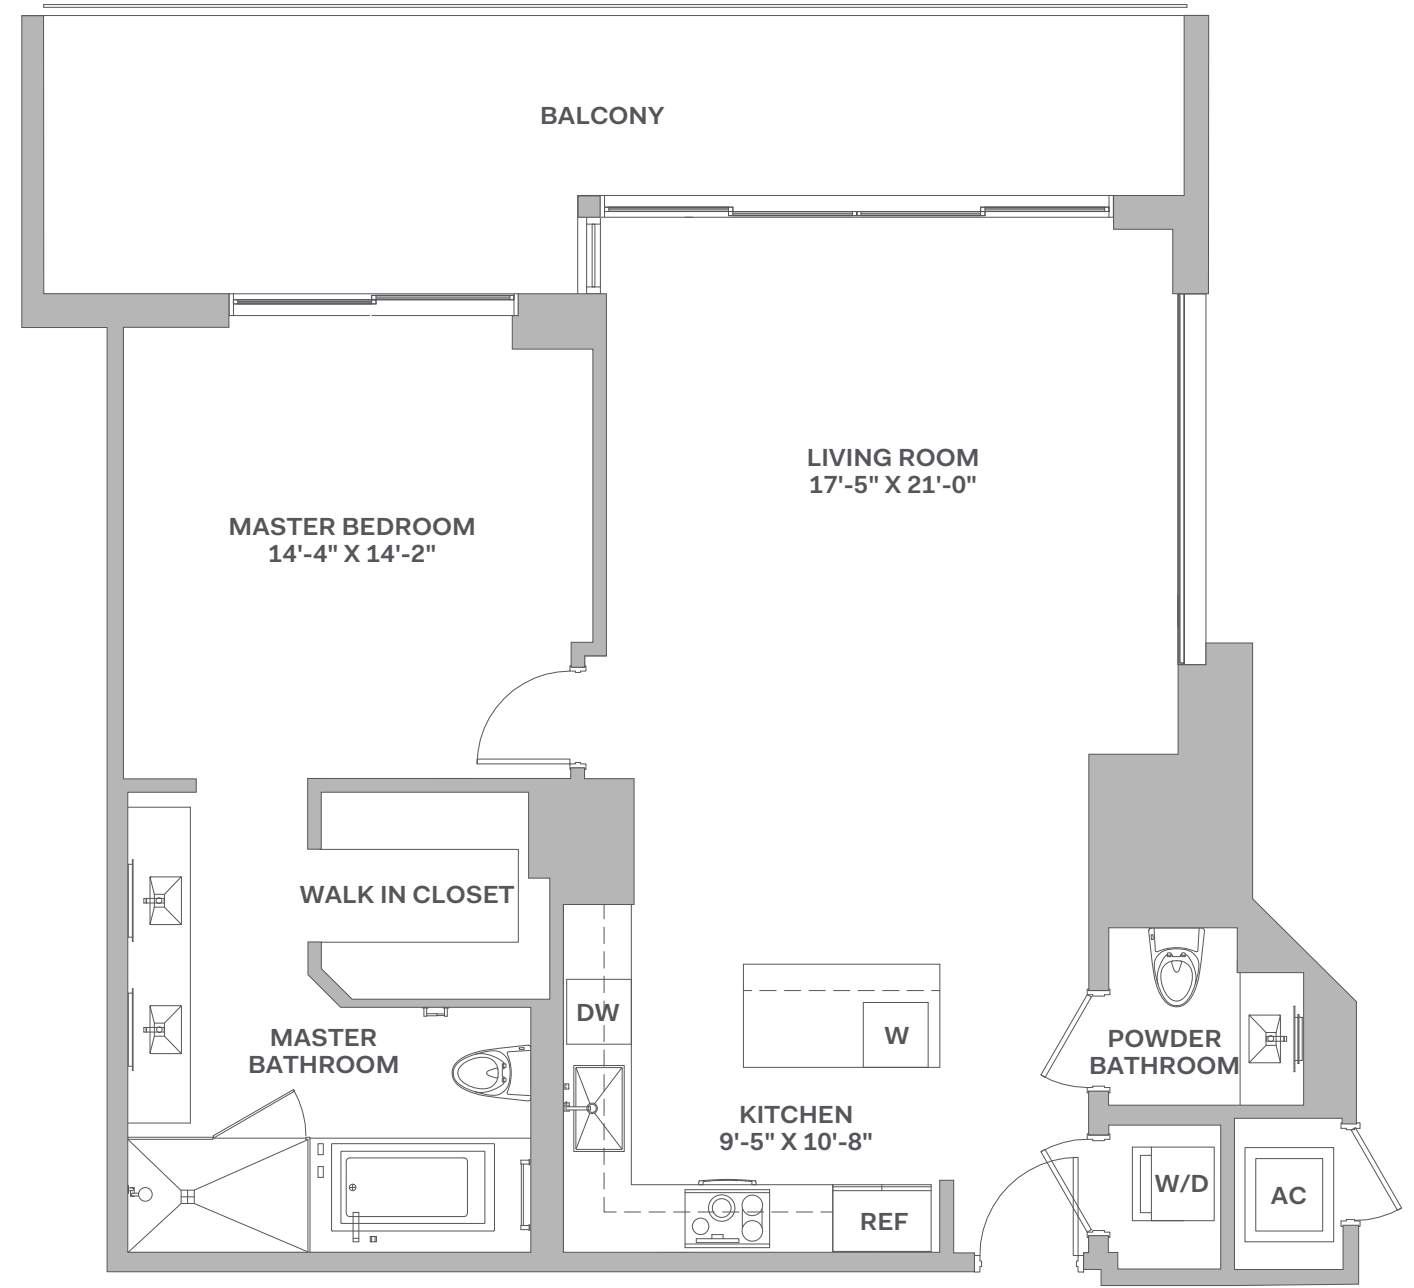 BALCONY
LIVING ROOM
17'-5" X 21'-0"
MASTER BEDROOM
14'-4" X 14'-2"
WALK IN CLOSET
DW
W
MASTER
BATHROOM
POWDER
BATHROOM
KITCHEN
9'-5" X 10'-8"
W/D
AC
REF